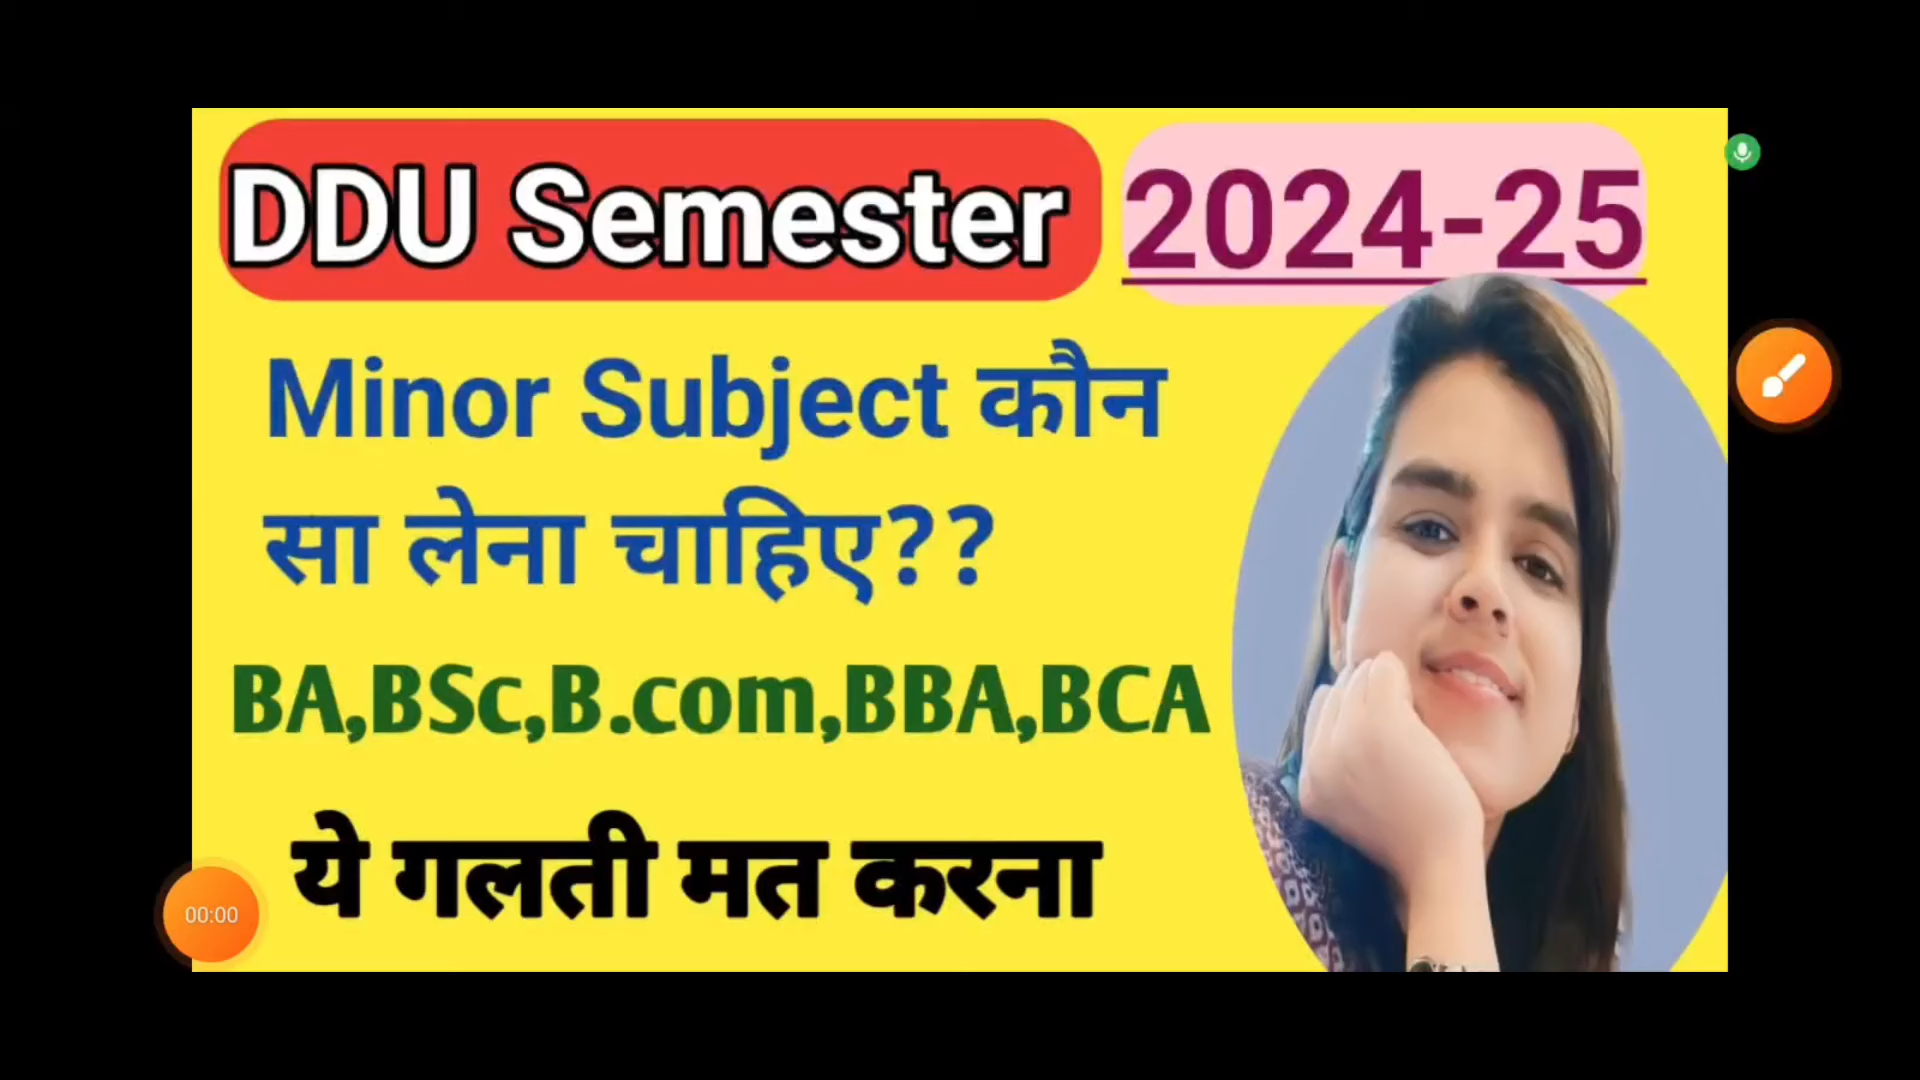 DDU Semester 2024-25
Minor Subject कौन
सा लेना चाहिए??
BA,BSc,B.com,BBA,BCA
ये गलती मत करना
00:00